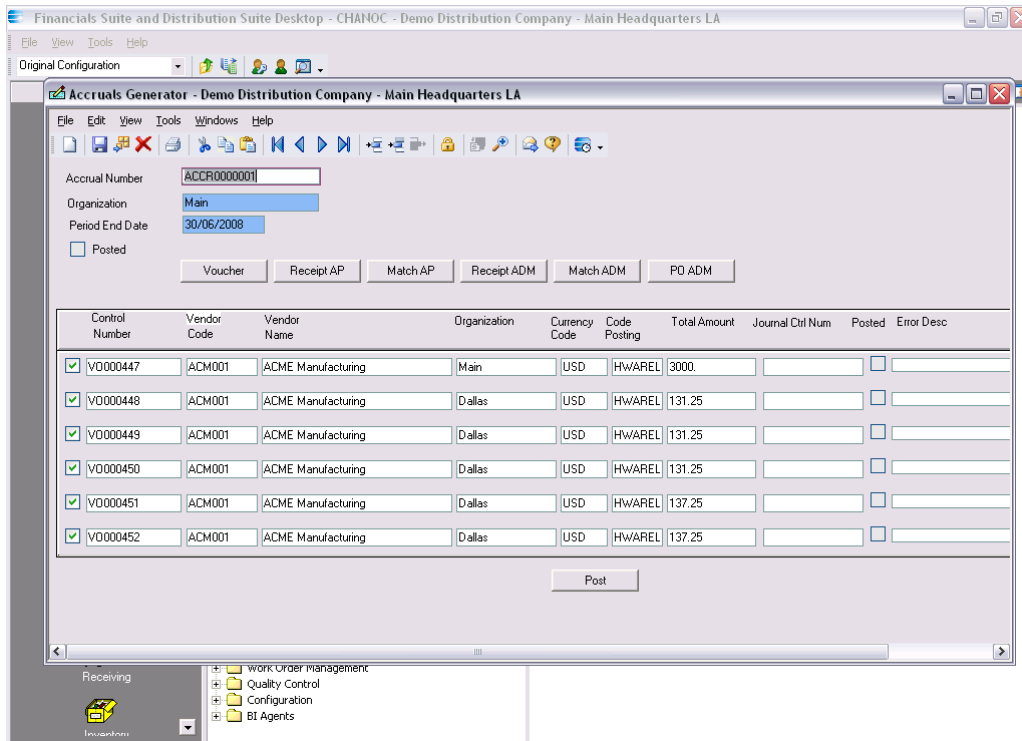 Financials Suite and Distribution Suite Desktop - CHANOC - Demo Distribution Company - Main Headquarters LA
File View Tools Help
Original Configuration
Accruals Generator - Demo Distribution Company - Main Headquarters LA
File Edit View Tools Windows Help
Accrual Number ACCR0000001
Organization Main
Period End Date 30/06/2008
Posted
Voucher Receipt AP Match AP Receipt ADM Match ADM PO ADM
Control Number Vendor Code Vendor Name Organization Currency Code Code Posting Total Amount Journal Ctrl Num Posted Error Desc
VO000447 ACM001 ACME Manufacturing Main USD HWAREL 3000.
VO000448 ACM001 ACME Manufacturing Dallas USD HWAREL 131.25
VO000449 ACM001 ACME Manufacturing Dallas USD HWAREL 131.25
VO000450 ACM001 ACME Manufacturing Dallas USD HWAREL 131.25
VO000451 ACM001 ACME Manufacturing Dallas USD HWAREL 137.25
VO000452 ACM001 ACME Manufacturing Dallas USD HWAREL 137.25
Post
Work Order Management
Receiving
Quality Control
Configuration
BI Agents
Inventory